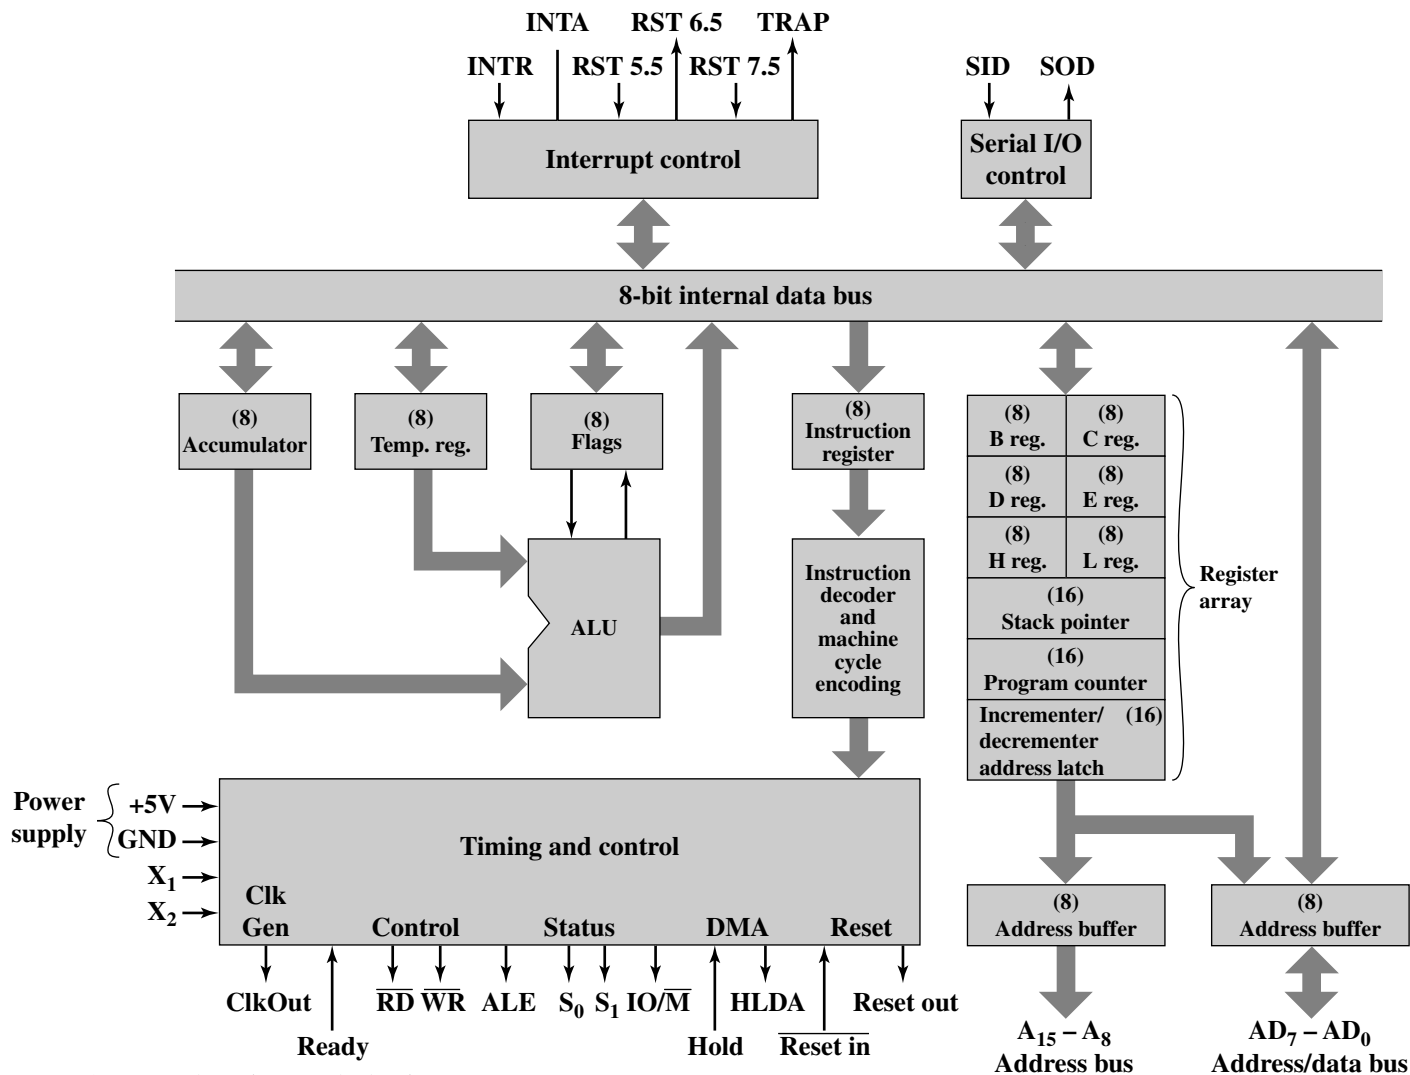 INTA RST 6.5 TRAP
INTR RST 5.5 RST 7.5 SID SOD
Interrupt control
Serial I/O
control
8-bit internal data bus
(8)
Accumulator
(8)
Temp. reg.
(8)
Flags
(8)
Instruction
register
(8)
B reg.
(8)
C reg.
(8)
D reg.
(8)
E reg.
(8)
H reg.
(8)
L reg.
(16)
Stack pointer
(16)
Program counter
Incrementer/ (16)
decrementer
address latch
Register
array
ALU
Instruction
decoder
and
machine
cycle
encoding
Power
supply
+5V
GND
X₁
X₂
Timing and control
Clk
Gen
Control
Status
DMA
Reset
ClkOut
Ready
R̅D̅
W̅R̅
ALE
S₀
S₁
IO/M̅
Hold
HLDA
R̅e̅s̅e̅t̅ i̅n̅
Reset out
(8)
Address buffer
(8)
Address buffer
A₁₅ – A₈
Address bus
AD₇ – AD₀
Address/data bus